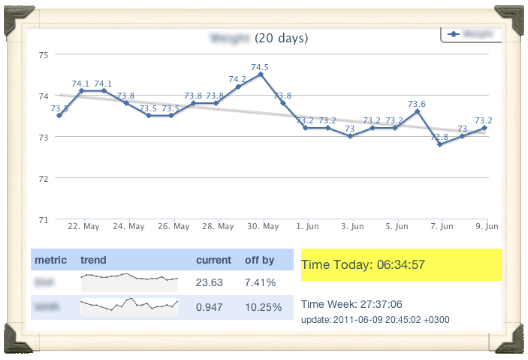 (20 days)
75
74.5
74.2
74.1 74.1
73.8 73.8 73.8 73.8
74
73.5 73.5 73.5
73.6
73.2 73.2 73 73.2 73.2 72.8 73 73.2
73
72
71
22. May 24. May 26. May 28. May 30. May 1. Jun 3. Jun 5. Jun 7. Jun 9. Jun
metric trend current off by
23.63 7.41%
0.947 10.25%
Time Today: 06:34:57
Time Week: 27:37:06
update: 2011-06-09 20:45:02 +0300